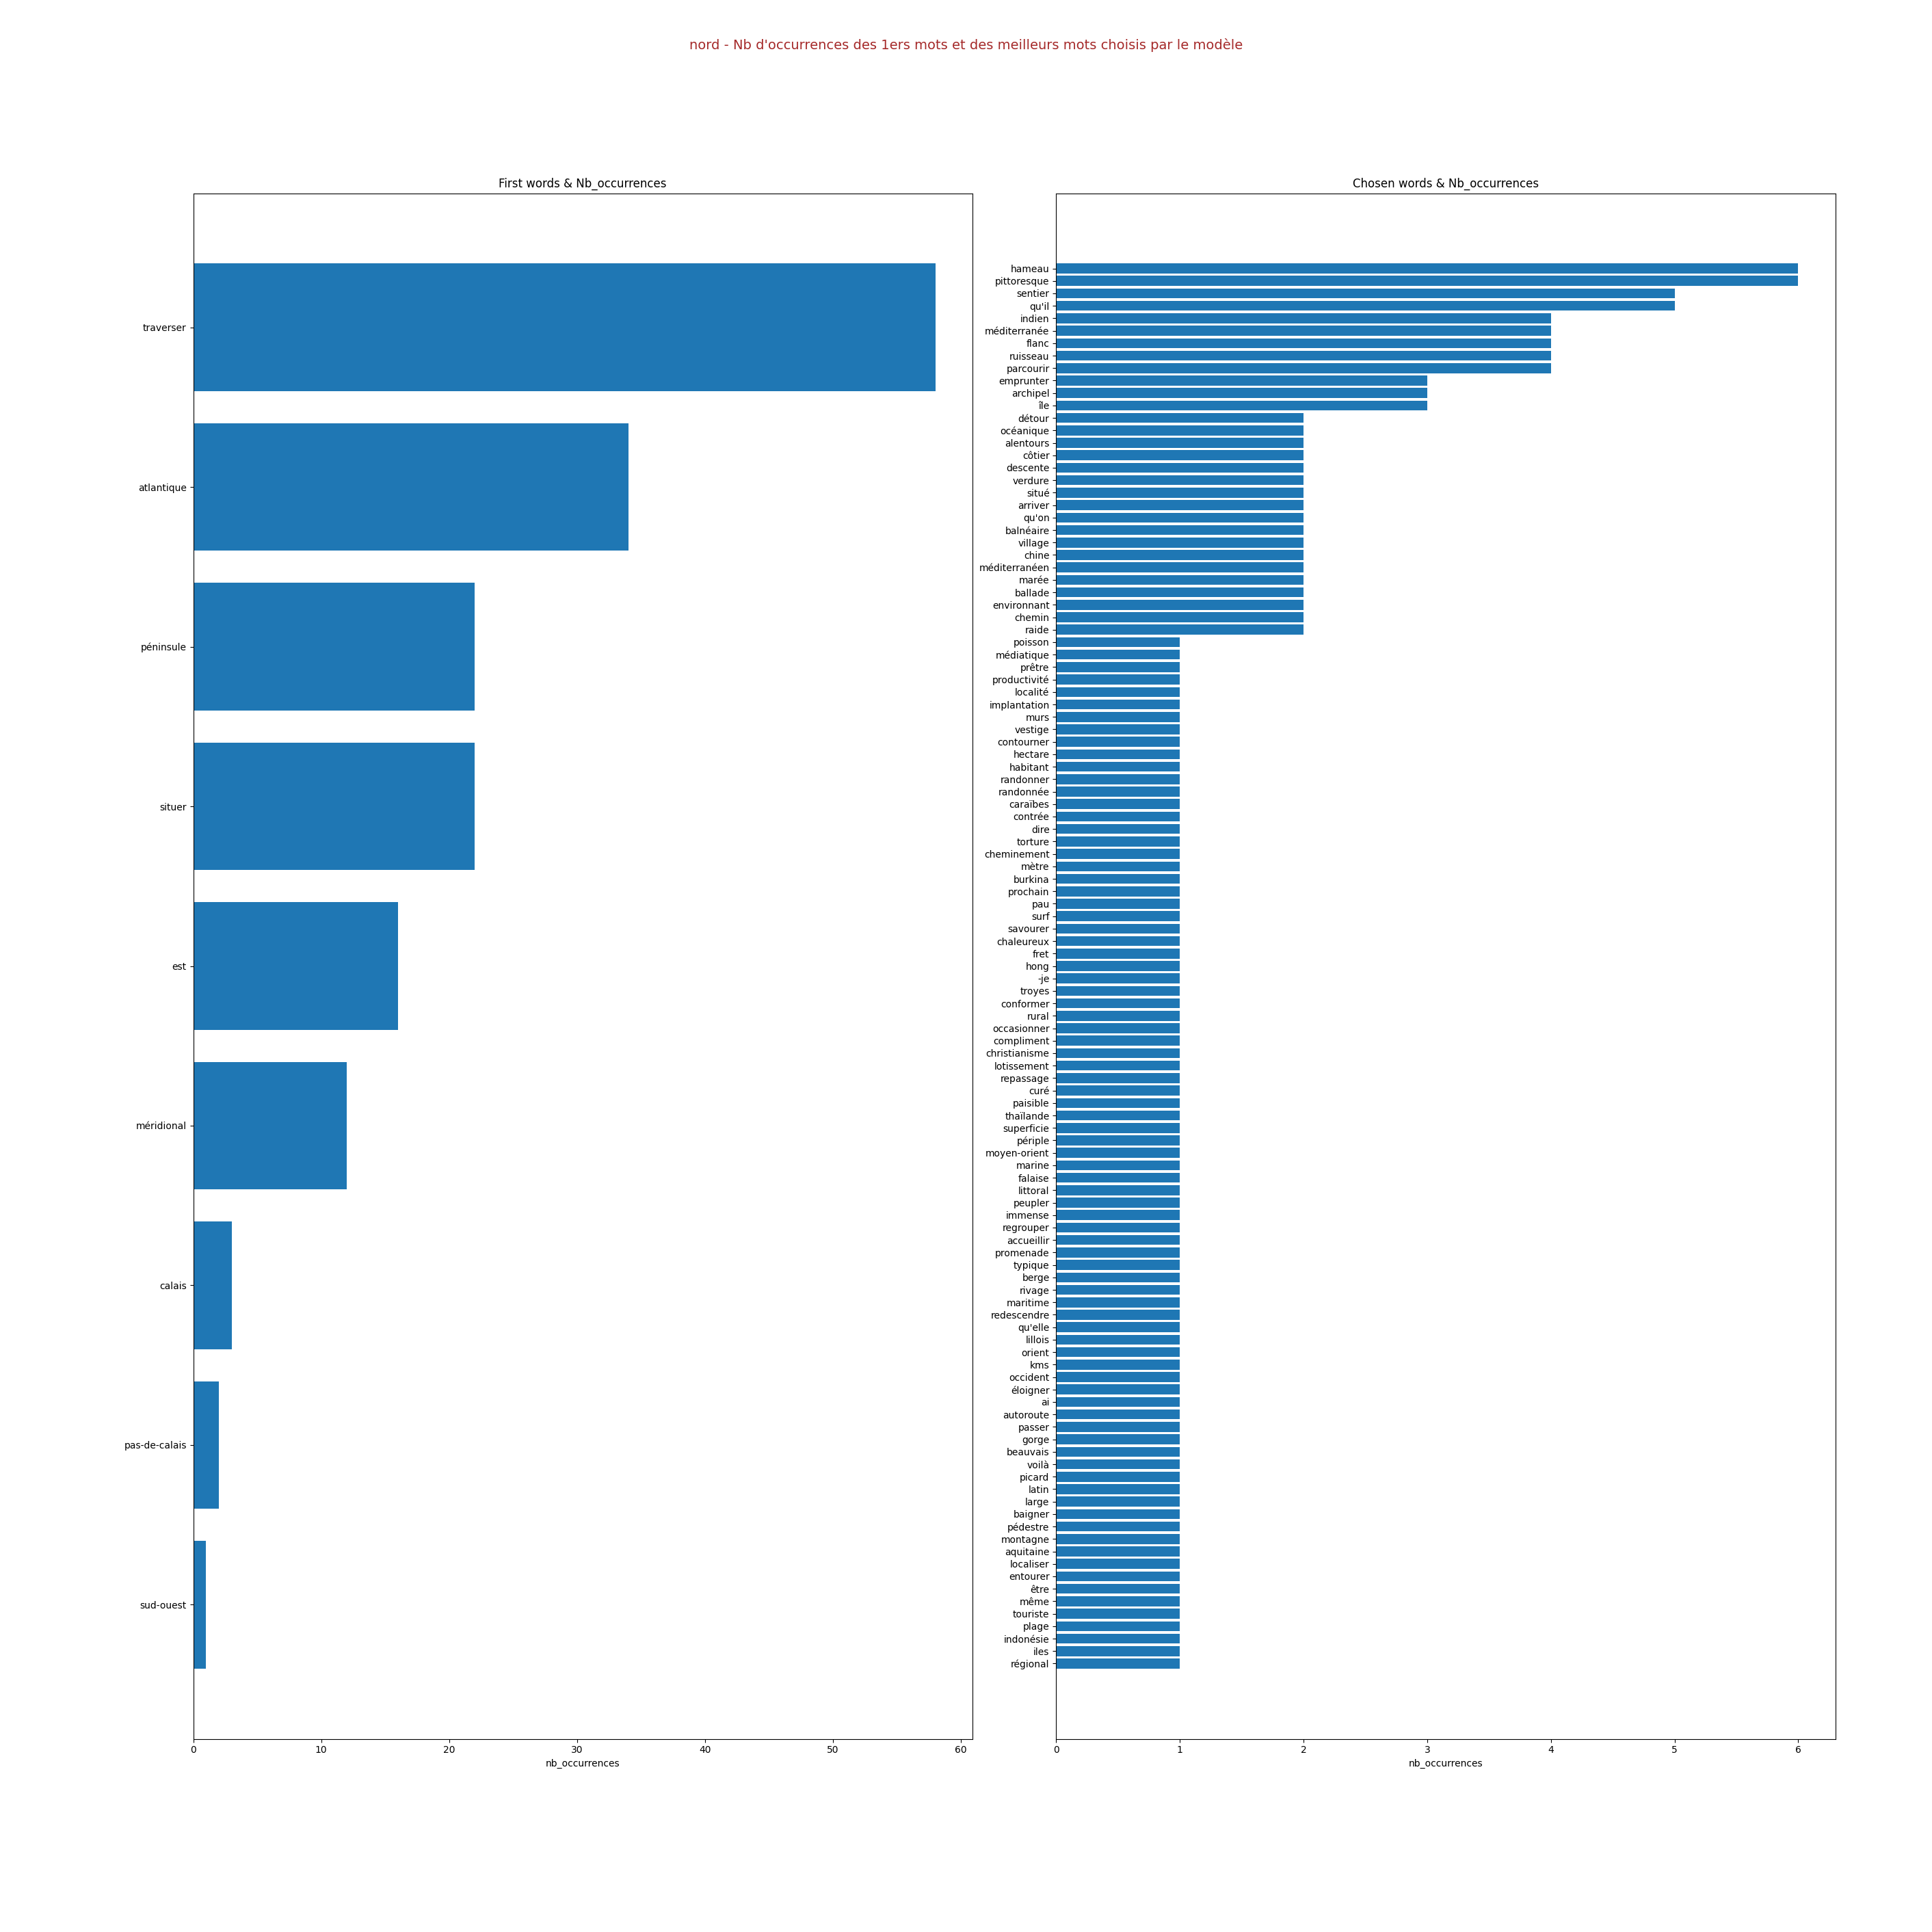 nord - Nb d'occurrences des 1ers mots et des meilleurs mots choisis par le modèle
First words & Nb_occurrences
traverser
atlantique
péninsule
situer
est
méridional
calais
pas-de-calais
sud-ouest
0 10 20 30 40 50 60
nb_occurrences
Chosen words & Nb_occurrences
hameau
pittoresque
sentier
qu'il
indien
méditerranée
flanc
ruisseau
parcourir
emprunter
archipel
île
détour
océanique
alentours
côtier
descente
verdure
situé
arriver
qu'on
balnéaire
village
chine
méditerranéen
marée
ballade
environnant
chemin
raide
poisson
médiatique
prêtre
productivité
localité
implantation
murs
vestige
contourner
hectare
habitant
randonner
randonnée
caraïbes
contrée
dire
torture
cheminement
mètre
burkina
prochain
pau
surf
savourer
chaleureux
fret
hong
-je
troyes
conformer
rural
occasionner
compliment
christianisme
lotissement
repassage
curé
paisible
thaïlande
superficie
périple
moyen-orient
marine
falaise
littoral
peupler
immense
regrouper
accueillir
promenade
typique
berge
rivage
maritime
redescendre
qu'elle
lillois
orient
kms
occident
éloigner
ai
autoroute
passer
gorge
beauvais
voilà
picard
latin
large
baigner
pédestre
montagne
aquitaine
localiser
entourer
être
même
touriste
plage
indonésie
iles
régional
0 1 2 3 4 5 6
nb_occurrences